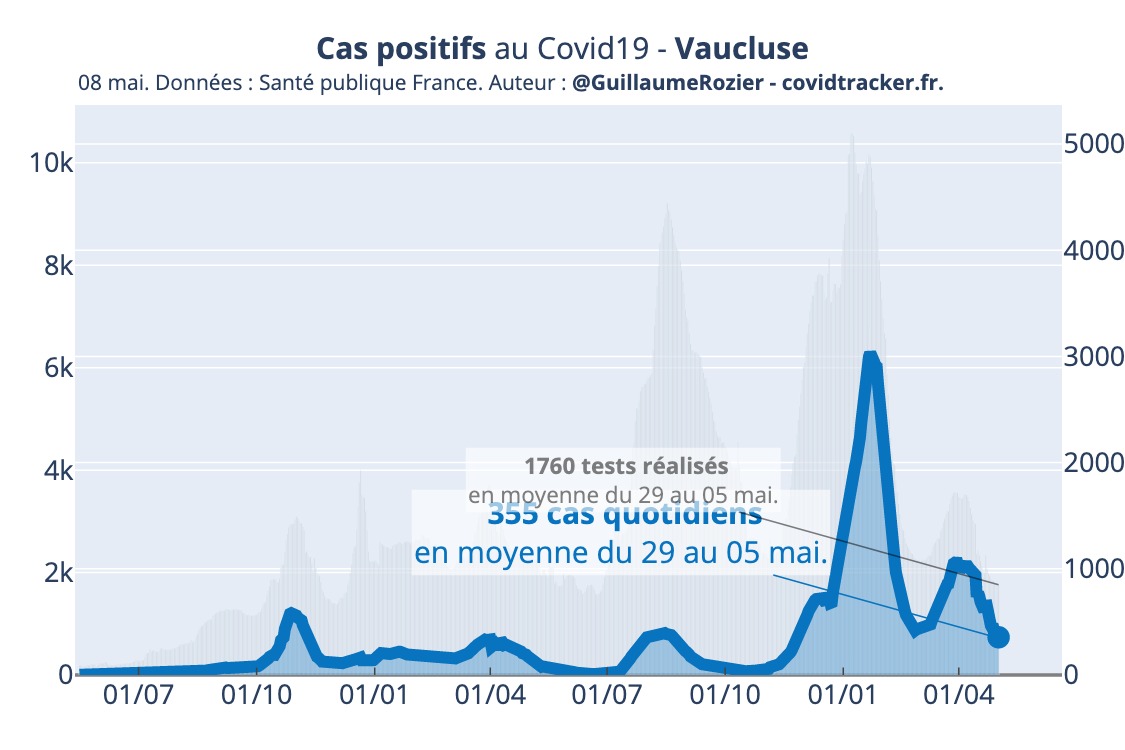 Cas positifs au Covid19 - Vaucluse
08 mai. Données : Santé publique France. Auteur : @GuillaumeRozier - covidtracker.fr.
10k
8k
6k
4k
2k
0
5000
4000
3000
2000
1000
0
1760 tests réalisés
en moyenne du 29 au 05 mai.
355 cas quotidiens
en moyenne du 29 au 05 mai.
01/07 01/10 01/01 01/04 01/07 01/10 01/01 01/04